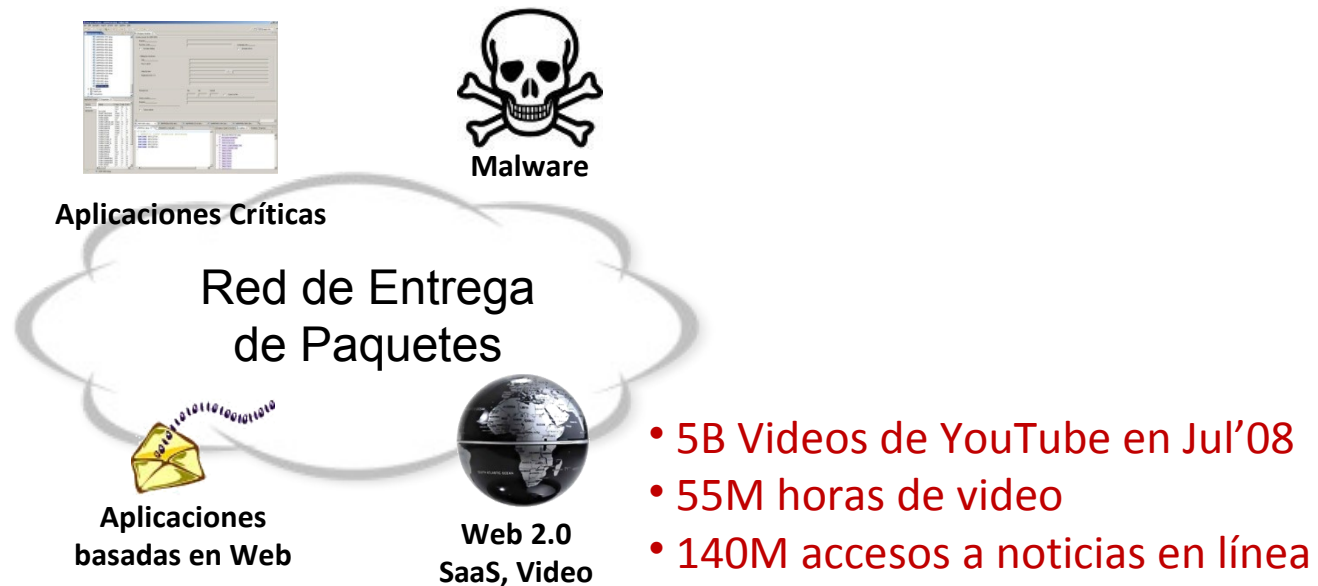 Malware
Aplicaciones Críticas
Red de Entrega
de Paquetes
Aplicaciones
basadas en Web
Web 2.0
SaaS, Video
• 5B Videos de YouTube en Jul’08
• 55M horas de video
• 140M accesos a noticias en línea